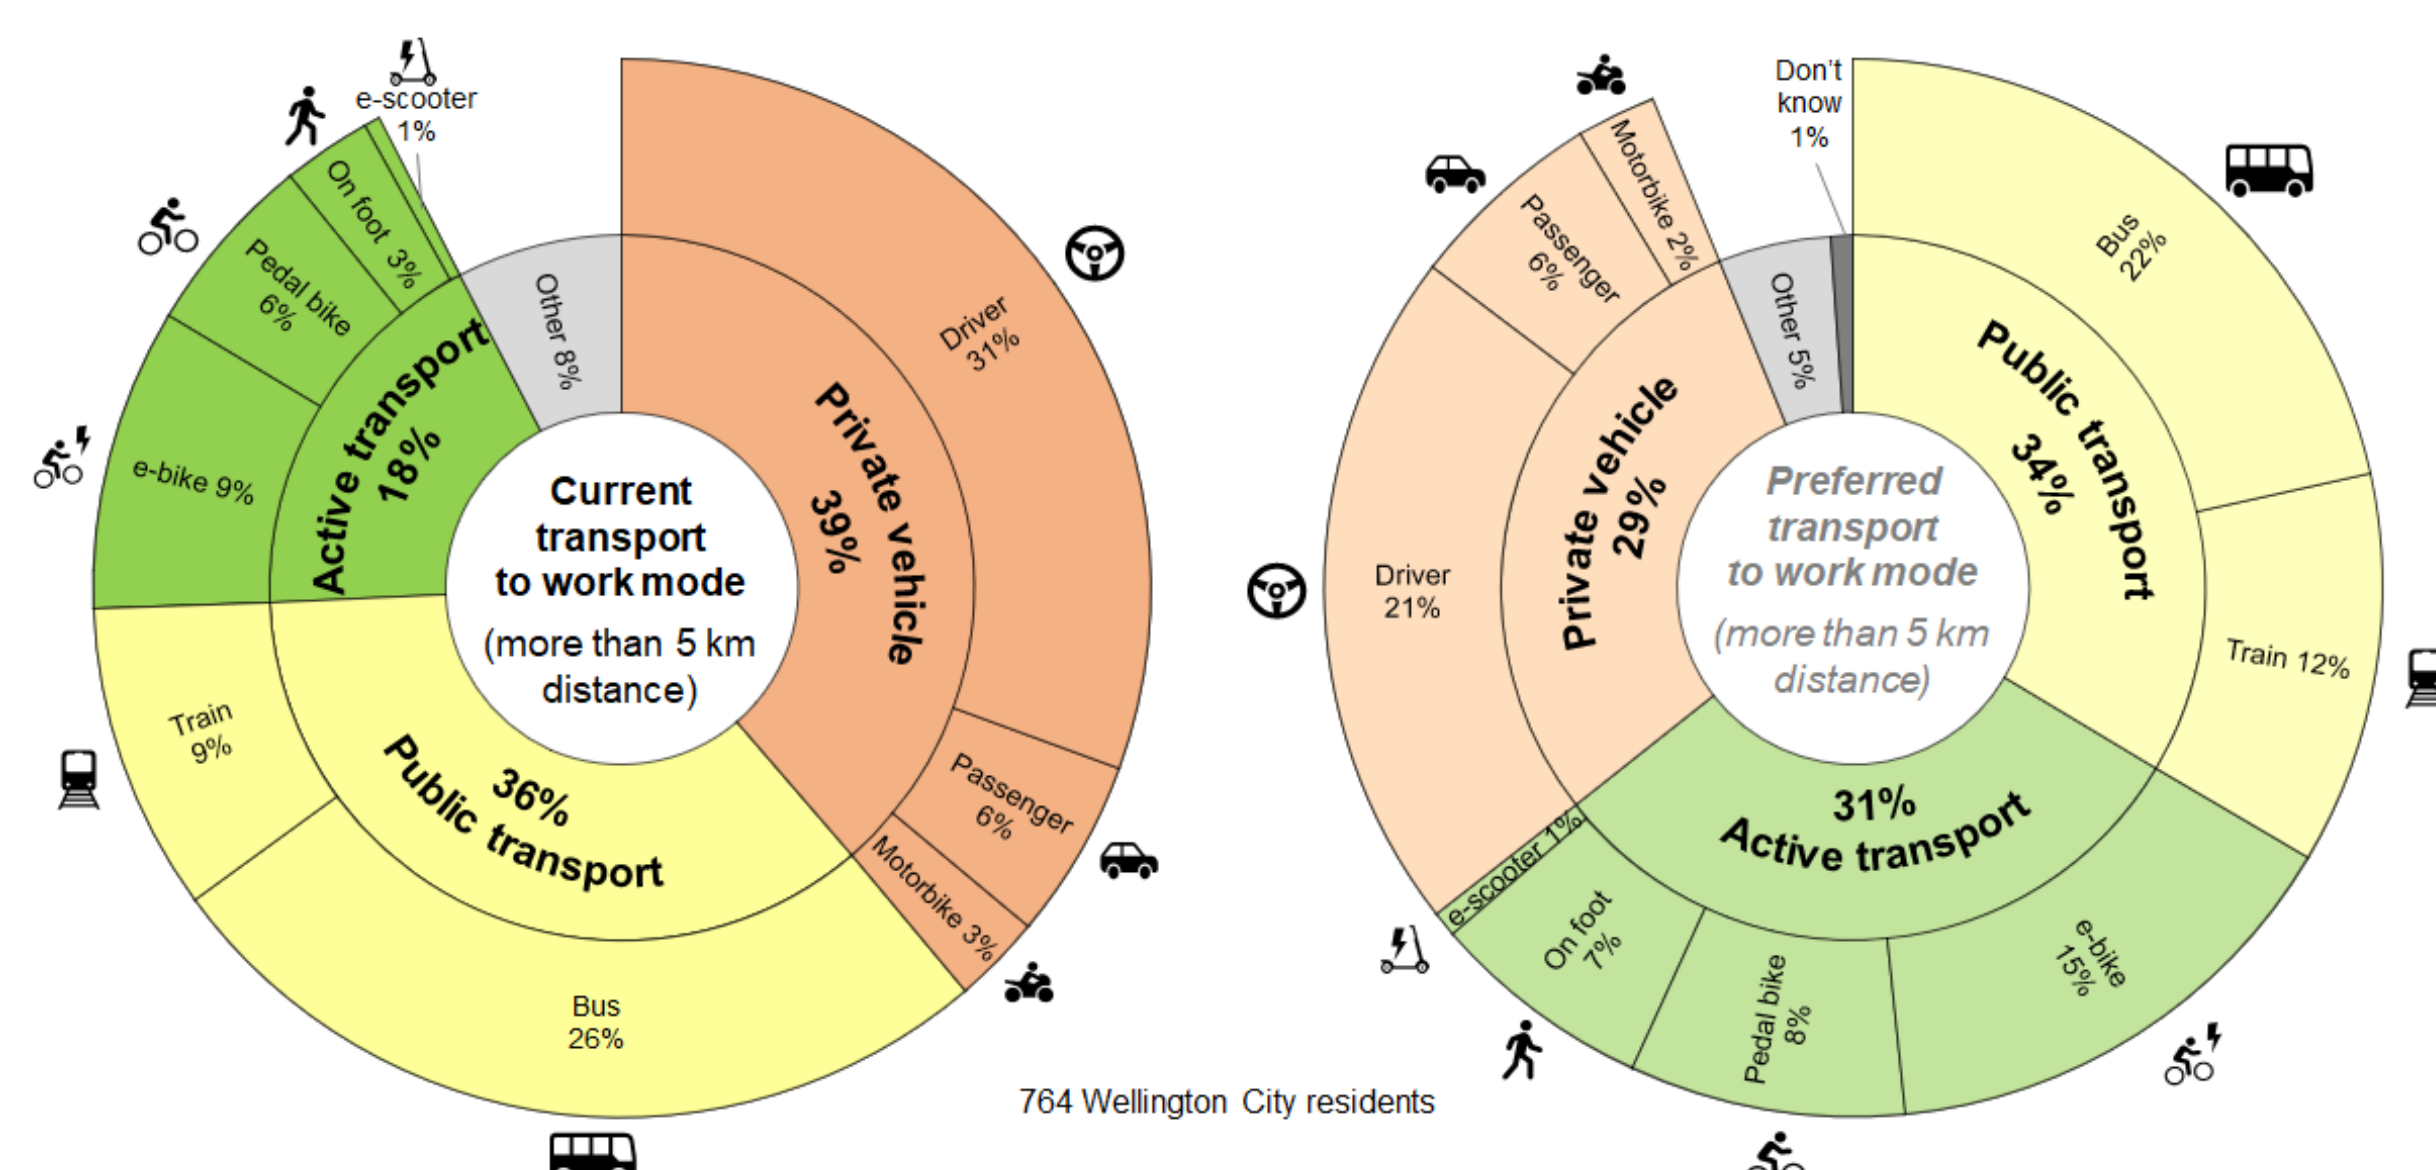 e-scooter
1%
On foot 3%
Pedal bike
6%
e-bike 9%
Active transport
18%
Other 8%
Driver
31%
Private vehicle
39%
Passenger
6%
Motorbike 3%
Train
9%
36%
Public transport
Bus
26%
Current
transport
to work mode
(more than 5 km
distance)
Don't
know
1%
Motorbike 2%
Passenger
6%
Other 5%
Bus
22%
Public transport
34%
Private vehicle
29%
Driver
21%
Train 12%
Preferred
transport
to work mode
(more than 5 km
distance)
31%
Active transport
e-scooter 1%
On foot
7%
Pedal bike
8%
e-bike
15%
764 Wellington City residents